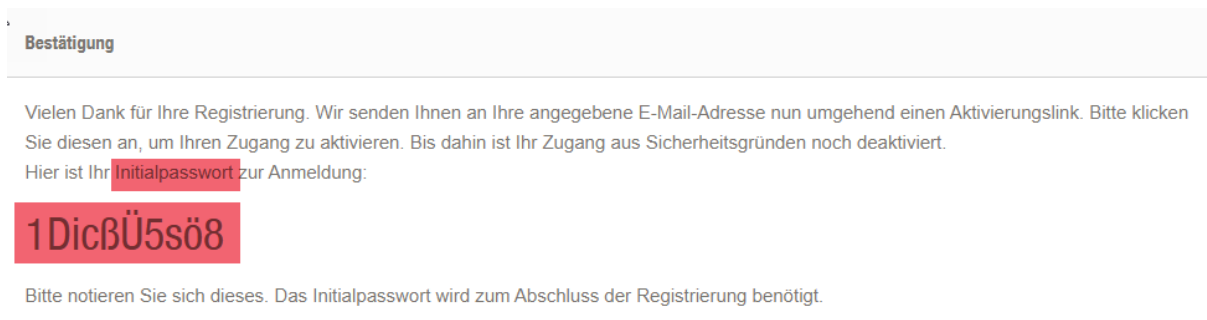 Bestätigung
Vielen Dank für Ihre Registrierung. Wir senden Ihnen an Ihre angegebene E-Mail-Adresse nun umgehend einen Aktivierungslink. Bitte klicken
Sie diesen an, um Ihren Zugang zu aktivieren. Bis dahin ist Ihr Zugang aus Sicherheitsgründen noch deaktiviert.
Hier ist Ihr Initialpasswort zur Anmeldung:
1DicßÜ5sö8
Bitte notieren Sie sich dieses. Das Initialpasswort wird zum Abschluss der Registrierung benötigt.